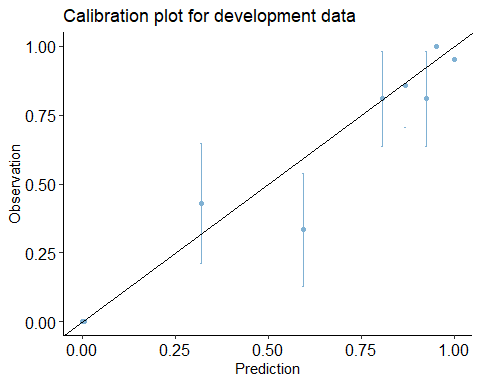 Calibration plot for development data
1.00
0.75
0.50
0.25
0.00
Observation
0.00 0.25 0.50 0.75 1.00
Prediction